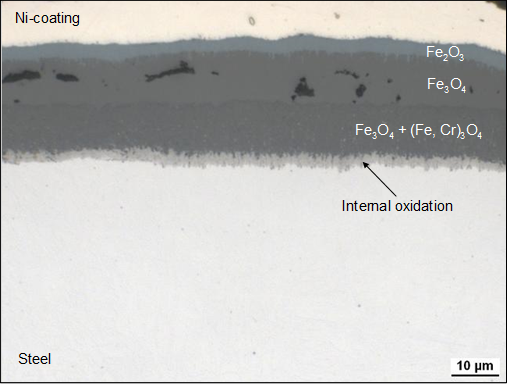 Ni-coating
Fe₂O₃
Fe₃O₄
Fe₃O₄ + (Fe, Cr)₃O₄
Internal oxidation
Steel
10 µm